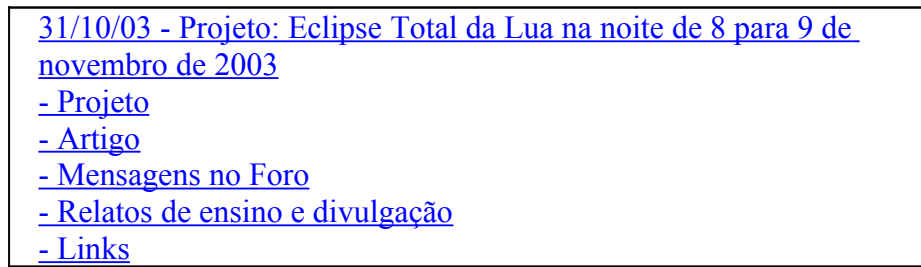 31/10/03 - Projeto: Eclipse Total da Lua na noite de 8 para 9 de
novembro de 2003
- Projeto
- Artigo
- Mensagens no Foro
- Relatos de ensino e divulgação
- Links